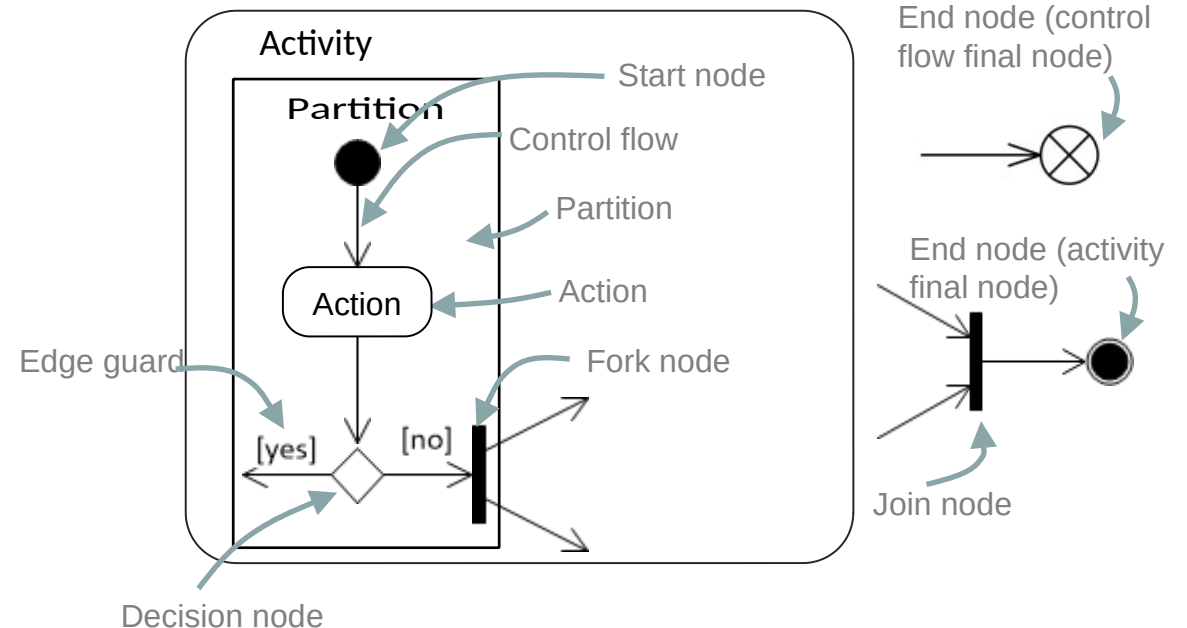 Activity
Partition
Start node
Control flow
Partition
Action
Action
Edge guard
Fork node
[yes]
[no]
Decision node
End node (control
flow final node)
End node (activity
final node)
Join node